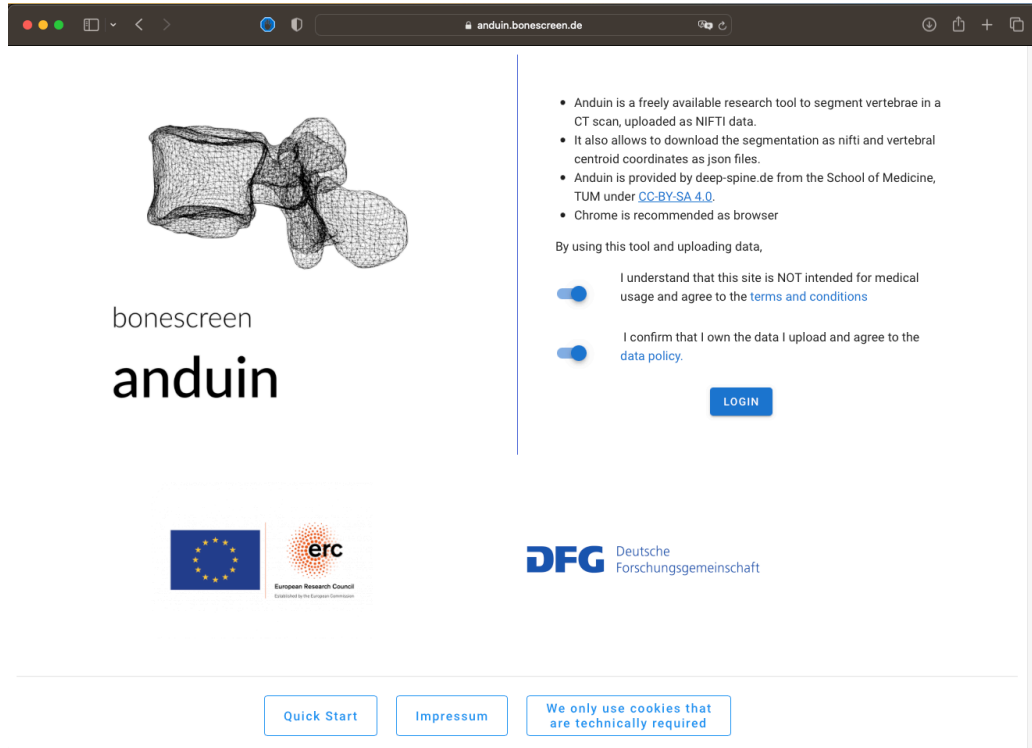 anduin.bonescreen.de
Anduin is a freely available research tool to segment vertebrae in a
CT scan, uploaded as NIFTI data.
It also allows to download the segmentation as nifti and vertebral
centroid coordinates as json files.
Anduin is provided by deep-spine.de from the School of Medicine,
TUM under CC-BY-SA 4.0.
Chrome is recommended as browser
By using this tool and uploading data,
I understand that this site is NOT intended for medical
usage and agree to the terms and conditions
I confirm that I own the data I upload and agree to the
data policy.
LOGIN
bonescreen
anduin
erc
European Research Council
Established by the European Commission
DFG Deutsche
Forschungsgemeinschaft
Quick Start
Impressum
We only use cookies that
are technically required